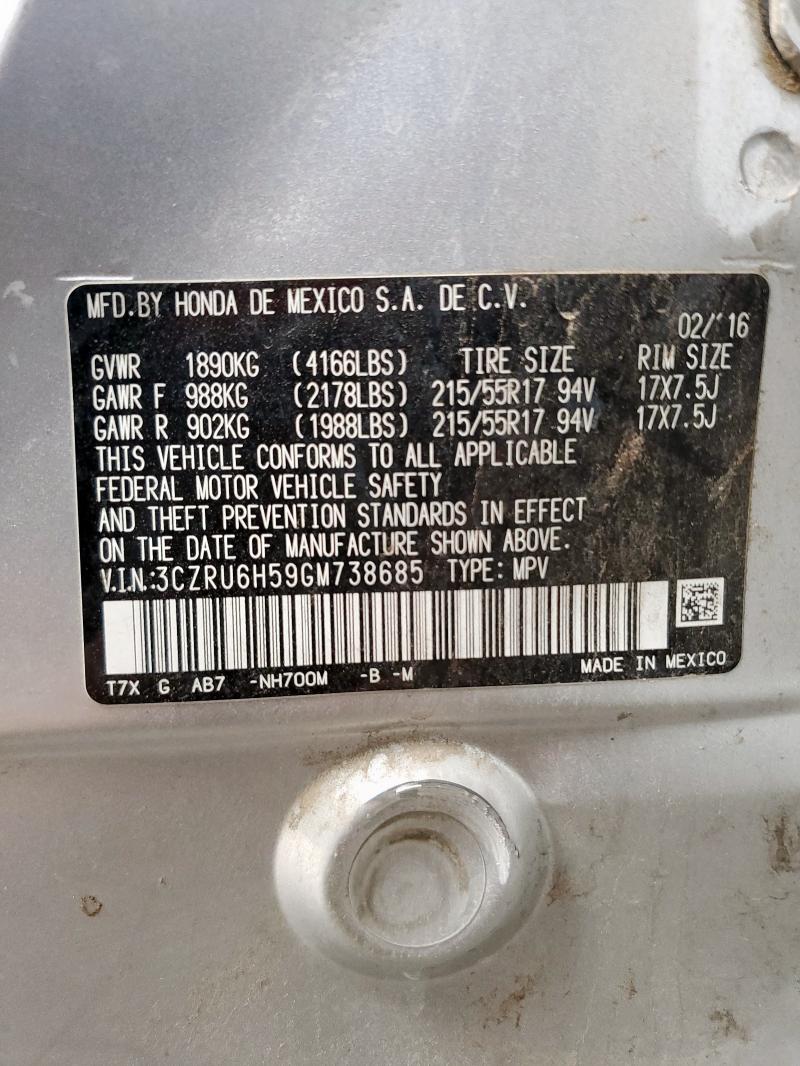 MFD.BY HONDA DE MEXICO S.A. DE C.V.
02/'16
GVWR 1890KG (4166LBS) TIRE SIZE RIM SIZE
GAWR F 988KG (2178LBS) 215/55R17 94V 17X7.5J
GAWR R 902KG (1988LBS) 215/55R17 94V 17X7.5J
THIS VEHICLE CONFORMS TO ALL APPLICABLE
FEDERAL MOTOR VEHICLE SAFETY
AND THEFT PREVENTION STANDARDS IN EFFECT
ON THE DATE OF MANUFACTURE SHOWN ABOVE.
V.I.N:3CZRU6H59GM738685 TYPE: MPV
T7X G AB7 -NH700M -B -M MADE IN MEXICO